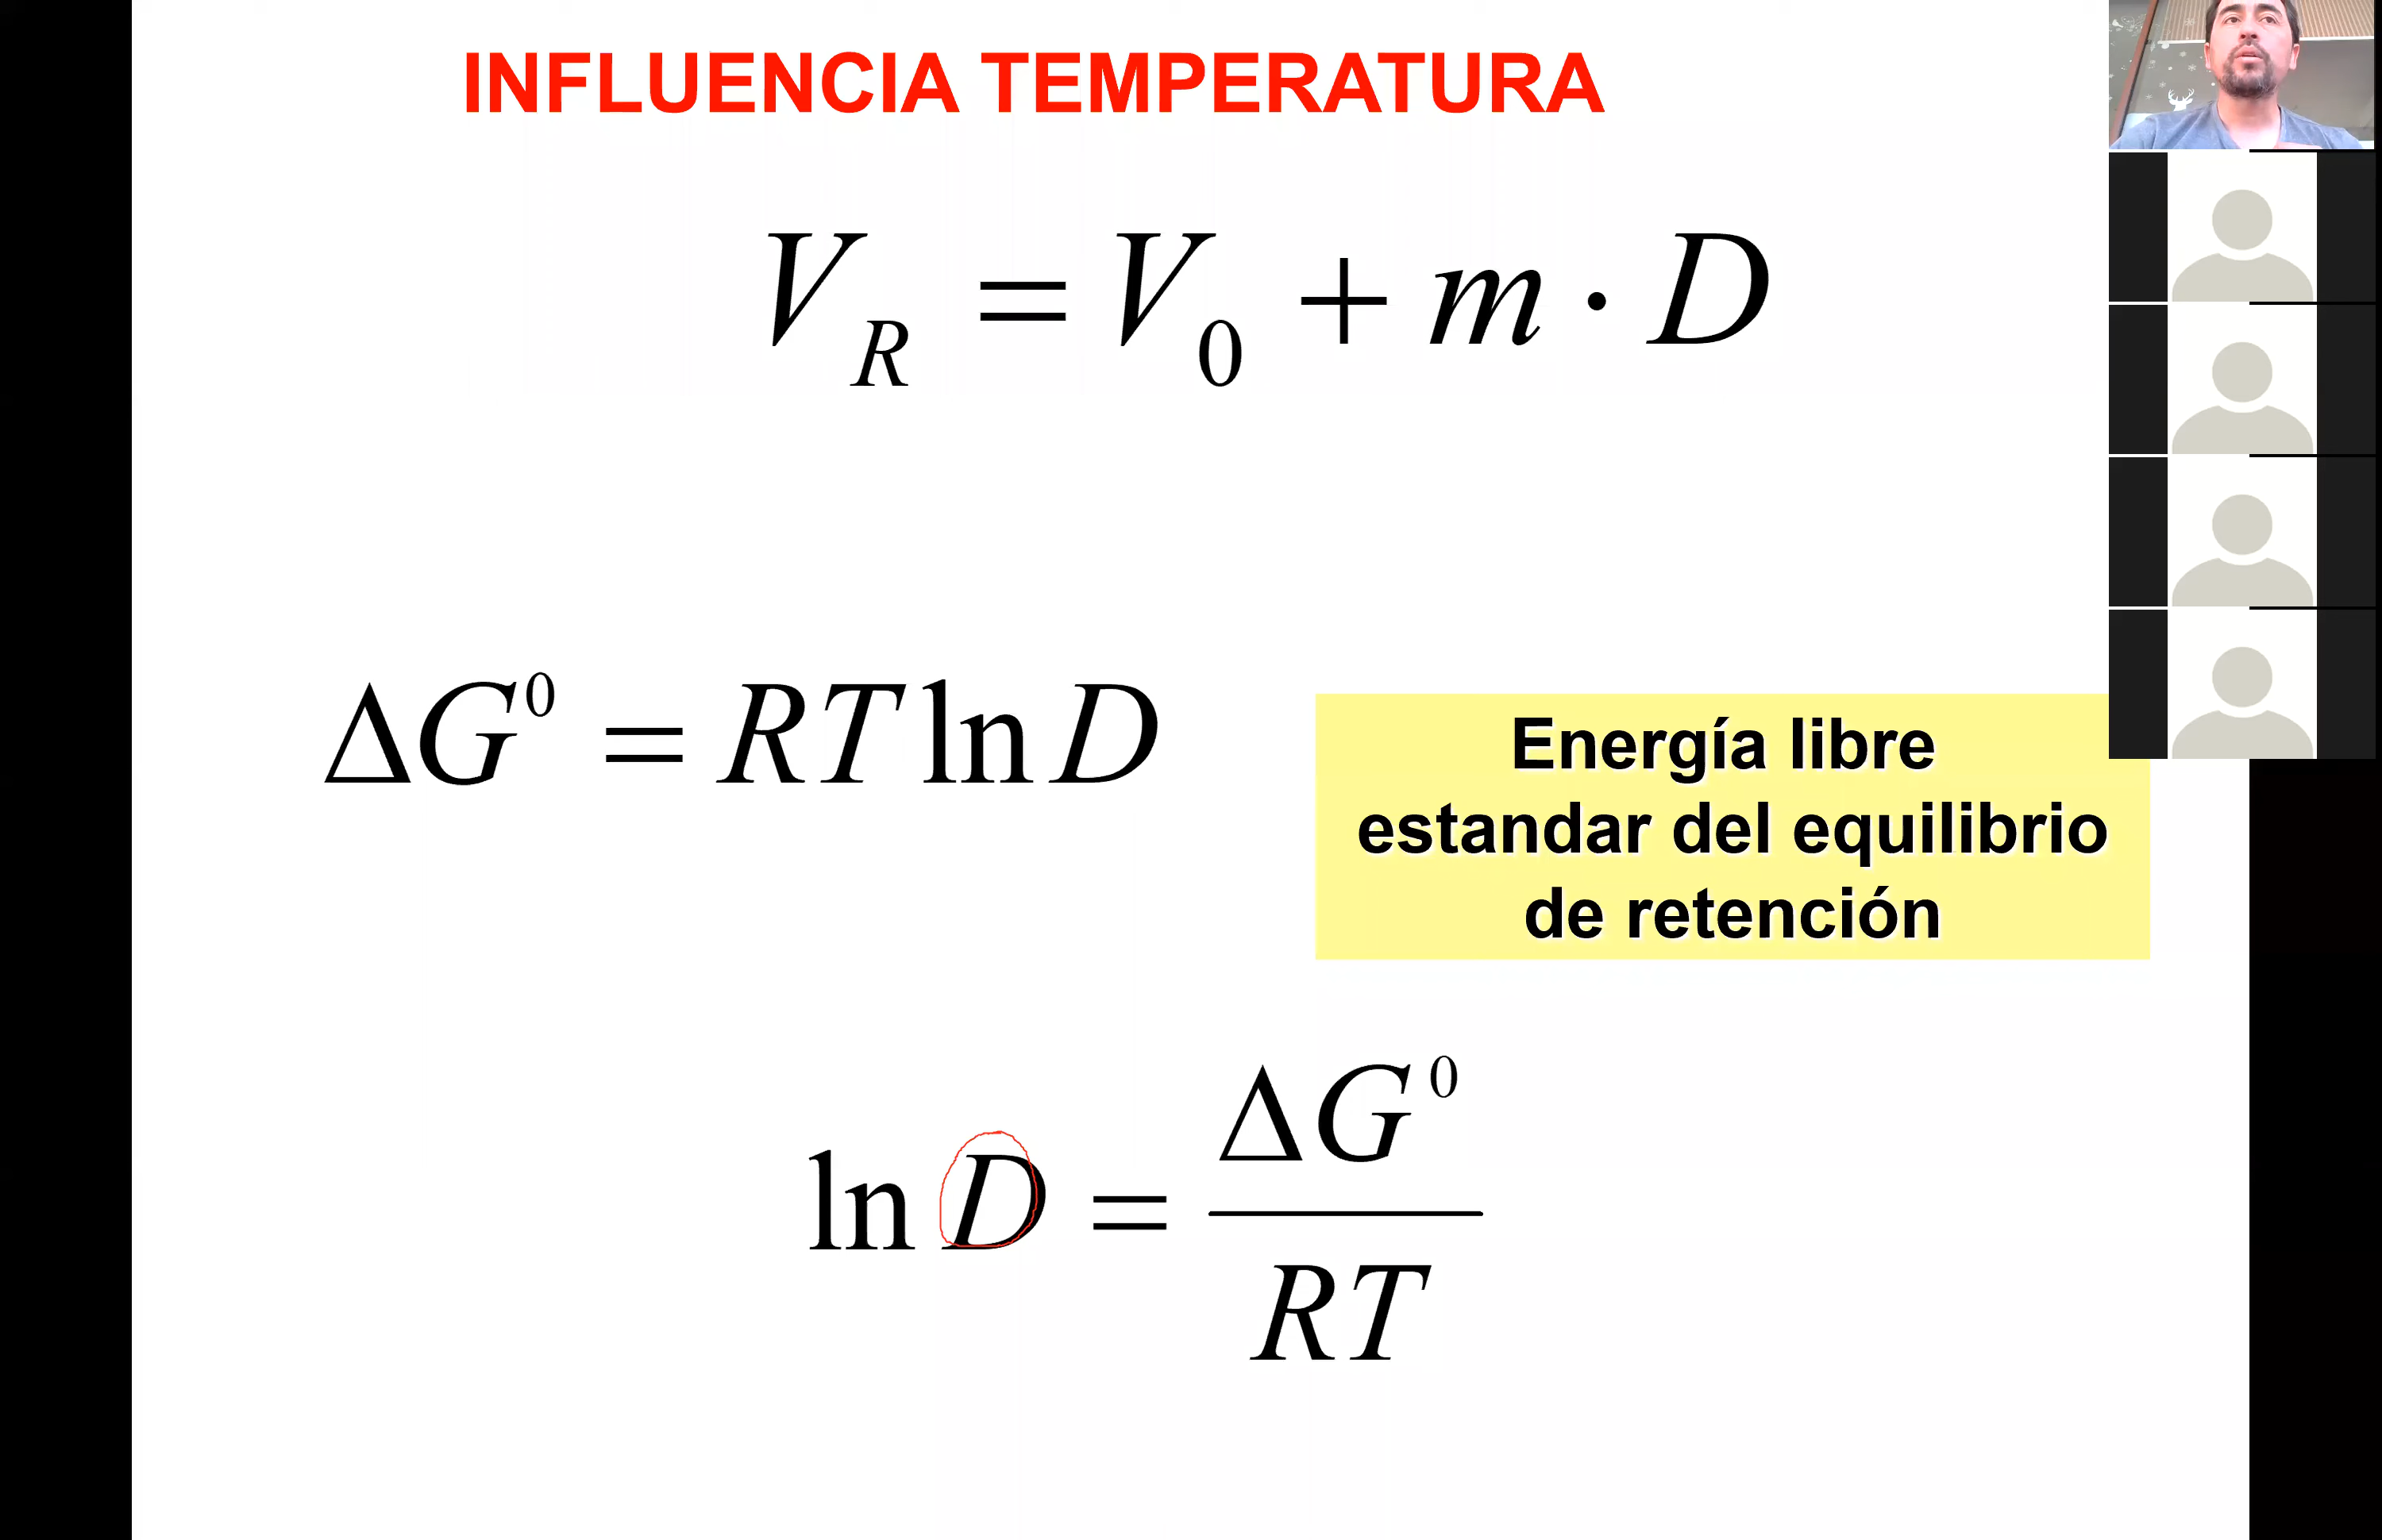 INFLUENCIA TEMPERATURA
V_R = V_0 + m · D
ΔG^0 = RT ln D
Energía libre
estandar del equilibrio
de retención
ln D = ΔG^0 / RT